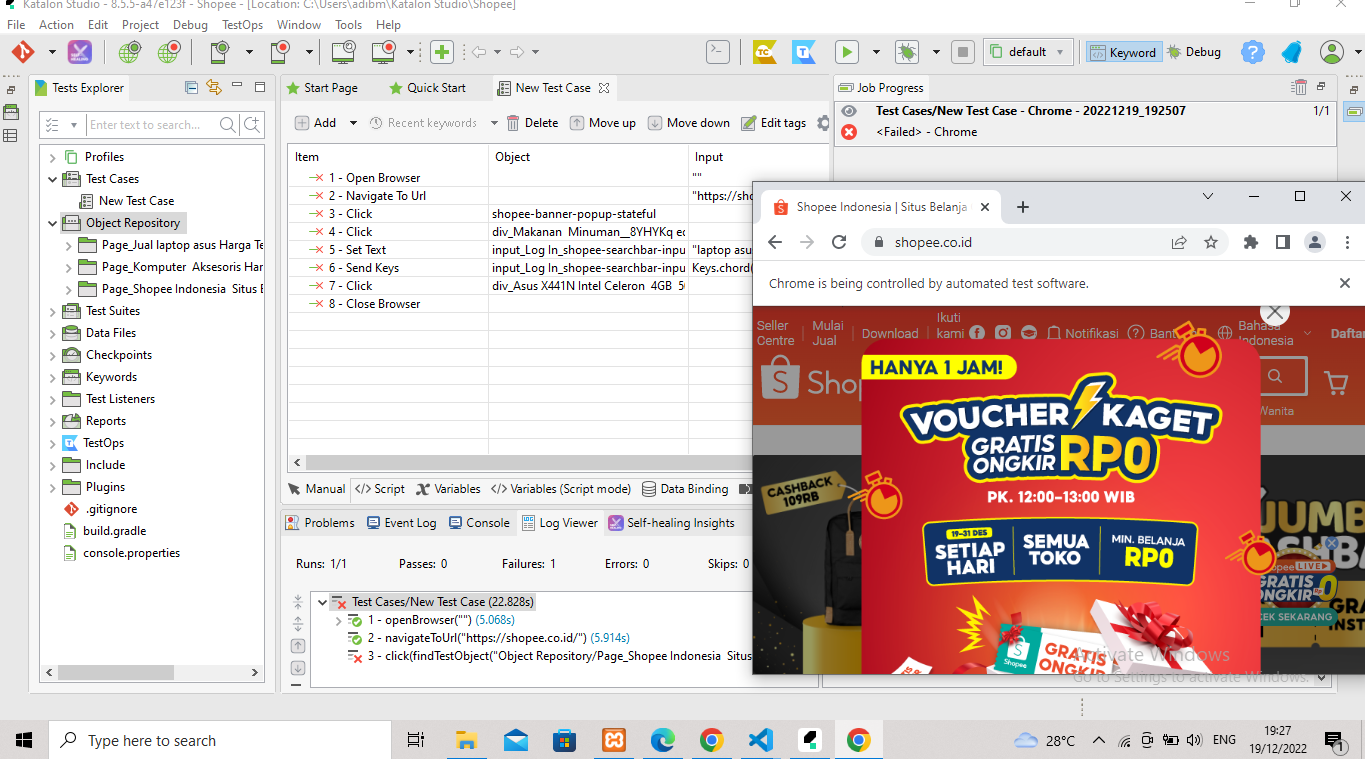 Katalon Studio - 8.5.5-a47e123f - Shopee - [Location: C:\Users\adibm\Katalon Studio\Shopee]
File Action Edit Project Debug TestOps Window Tools Help
default
Keyword
Debug
Tests Explorer
Enter text to search...
Profiles
Test Cases
New Test Case
Object Repository
Page_Jual laptop asus Harga Te
Page_Komputer Aksesoris Har
Page_Shopee Indonesia Situs B
Test Suites
Data Files
Checkpoints
Keywords
Test Listeners
Reports
TestOps
Include
Plugins
.gitignore
build.gradle
console.properties
Start Page
Quick Start
New Test Case
Add
Recent keywords
Delete
Move up
Move down
Edit tags
Item Object Input
1 - Open Browser ""
2 - Navigate To Url "https://sho
3 - Click shopee-banner-popup-stateful
4 - Click div_Makanan Minuman__8YHYKq ec
5 - Set Text input_Log In_shopee-searchbar-inpu "laptop asu
6 - Send Keys input_Log In_shopee-searchbar-inpu Keys.chord(
7 - Click div_Asus X441N Intel Celeron 4GB 5
8 - Close Browser
Manual
Script
Variables
Variables (Script mode)
Data Binding
Problems
Event Log
Console
Log Viewer
Self-healing Insights
Runs: 1/1 Passes: 0 Failures: 1 Errors: 0 Skips: 0
Test Cases/New Test Case (22.828s)
1 - openBrowser("") (5.068s)
2 - navigateToUrl("https://shopee.co.id/") (5.914s)
3 - click(findTestObject("Object Repository/Page_Shopee Indonesia Situs
Job Progress
Test Cases/New Test Case - Chrome - 20221219_192507 1/1
<Failed> - Chrome
Shopee Indonesia | Situs Belanja
shopee.co.id
Chrome is being controlled by automated test software.
Seller Centre
Mulai Jual
Download
Ikuti kami
Notifikasi
Bant
Bahasa Indonesia
Daftar
Shop
Wanita
HANYA 1 JAM!
VOUCHER KAGET
GRATIS ONGKIR RP0
PK. 12:00-13:00 WIB
19-31 DES
SETIAP HARI
SEMUA TOKO
MIN. BELANJA RP0
Shopee
GRATIS ONGKIR
CASHBACK 109RB
JUMB
ASHBA
LIVE
GRATIS
CEK SEKARANG
GRA
INST
Activate Windows
Go to Settings to activate Windows.
Type here to search
28°C
ENG
19:27
19/12/2022
1